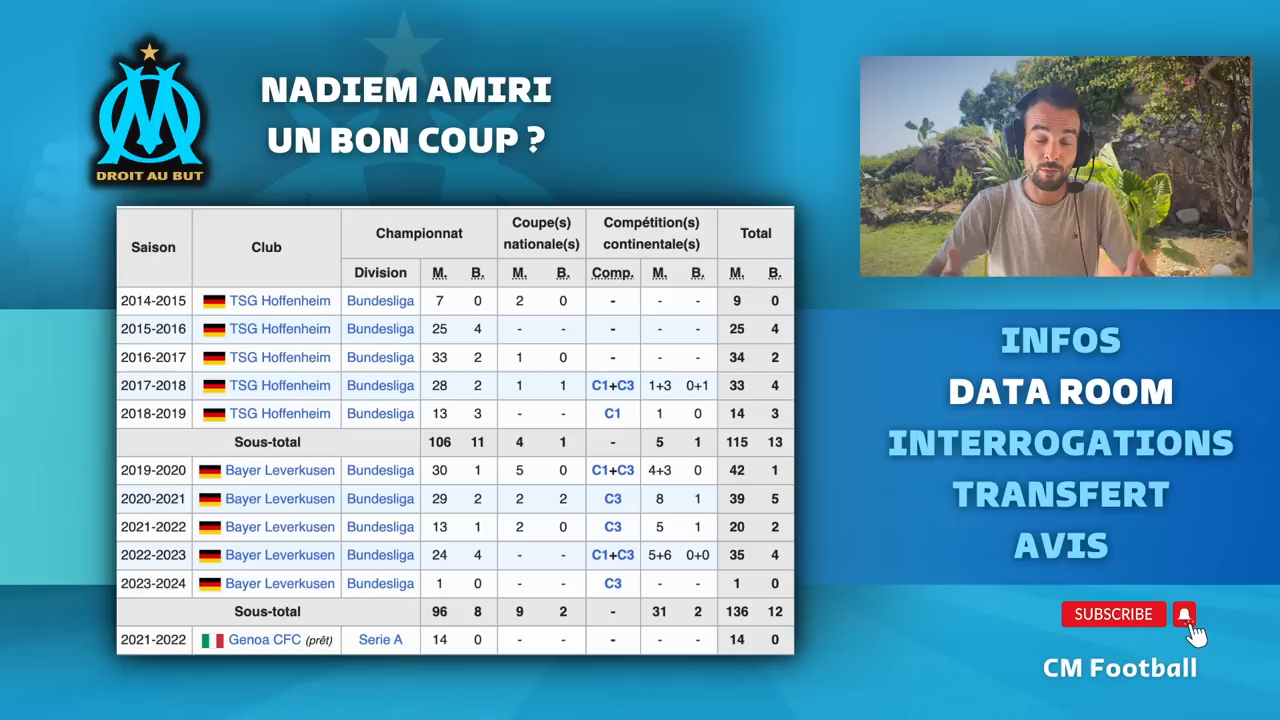 DROIT AU BUT
NADIEM AMIRI
UN BON COUP ?
Saison Club Championnat Coupe(s) nationale(s) Compétition(s) continentale(s) Total
Division M. B. M. B. Comp. M. B. M. B.
2014-2015 TSG Hoffenheim Bundesliga 7 0 2 0 - - - 9 0
2015-2016 TSG Hoffenheim Bundesliga 25 4 - - - - - 25 4
2016-2017 TSG Hoffenheim Bundesliga 33 2 1 0 - - - 34 2
2017-2018 TSG Hoffenheim Bundesliga 28 2 1 1 C1+C3 1+3 0+1 33 4
2018-2019 TSG Hoffenheim Bundesliga 13 3 - - C1 1 0 14 3
Sous-total 106 11 4 1 - 5 1 115 13
2019-2020 Bayer Leverkusen Bundesliga 30 1 5 0 C1+C3 4+3 0 42 1
2020-2021 Bayer Leverkusen Bundesliga 29 2 2 2 C3 8 1 39 5
2021-2022 Bayer Leverkusen Bundesliga 13 1 2 0 C3 5 1 20 2
2022-2023 Bayer Leverkusen Bundesliga 24 4 - - C1+C3 5+6 0+0 35 4
2023-2024 Bayer Leverkusen Bundesliga 1 0 C3 - - 1 0
Sous-total 96 8 9 2 - 31 2 136 12
2021-2022 Genoa CFC (prêt) Serie A 14 0 - - - - - 14 0
INFOS
DATA ROOM
INTERROGATIONS
TRANSFERT
AVIS
SUBSCRIBE
CM Football